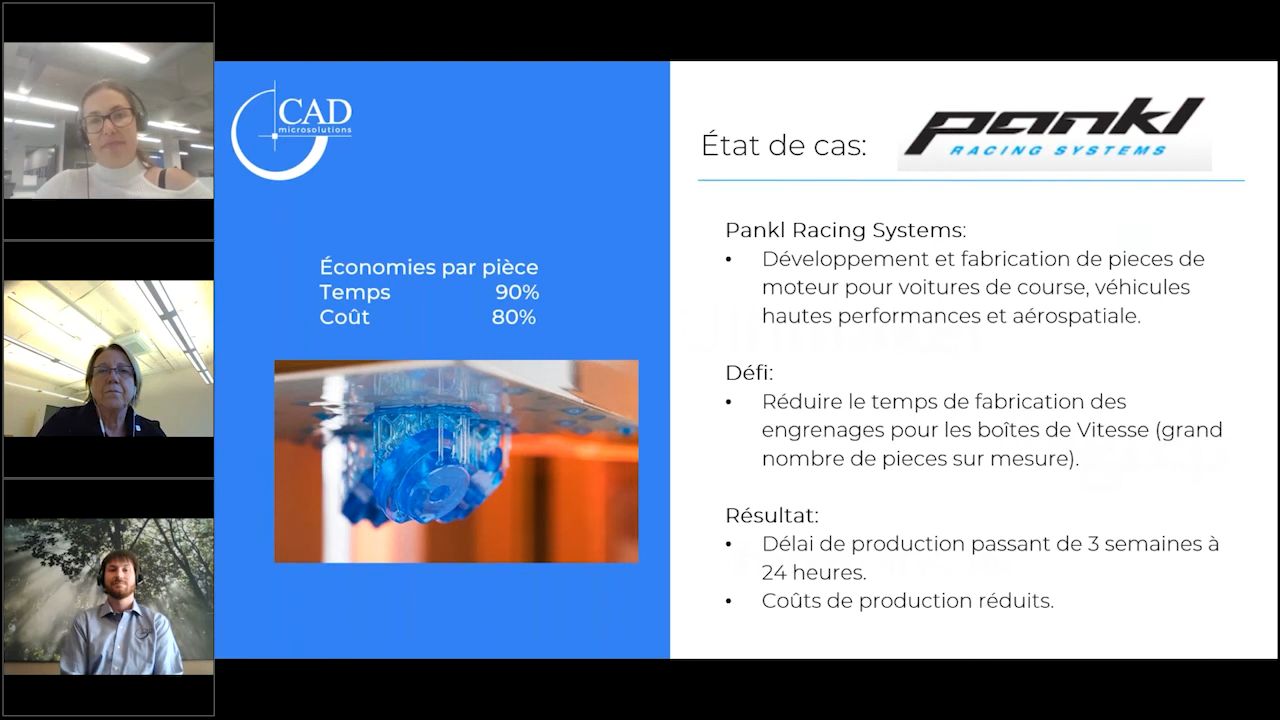 CAD
microsolutions
Économies par pièce
Temps 90%
Coût 80%
État de cas:
pankl
RACING SYSTEMS
Pankl Racing Systems:
• Développement et fabrication de pieces de
moteur pour voitures de course, véhicules
hautes performances et aérospatiale.
Défi:
• Réduire le temps de fabrication des
engrenages pour les boîtes de Vitesse (grand
nombre de pieces sur mesure).
Résultat:
• Délai de production passant de 3 semaines à
24 heures.
• Coûts de production réduits.